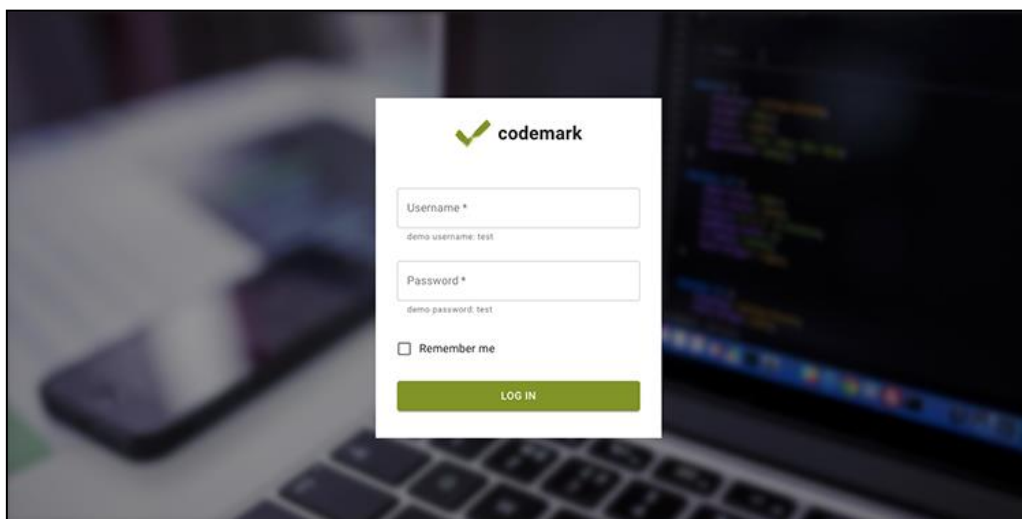 codemark
Username *
demo username: test
Password *
demo password: test
Remember me
LOG IN